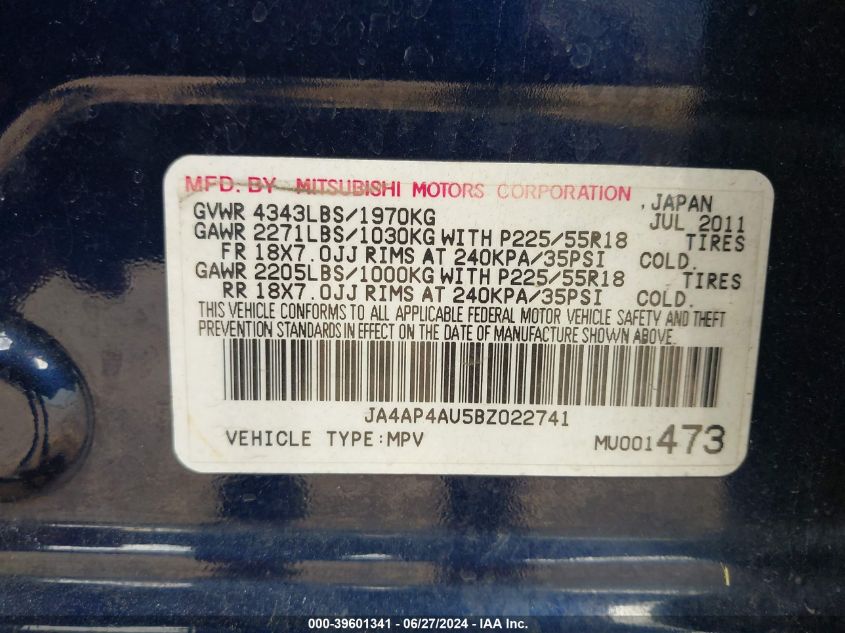 MFD. BY MITSUBISHI MOTORS CORPORATION , JAPAN
GVWR 4343LBS/1970KG JUL 2011
GAWR 2271LBS/1030KG WITH P225/55R18 TIRES
FR 18X7.0JJ RIMS AT 240KPA/35PSI COLD.
GAWR 2205LBS/1000KG WITH P225/55R18 TIRES
RR 18X7.0JJ RIMS AT 240KPA/35PSI COLD.
THIS VEHICLE CONFORMS TO ALL APPLICABLE FEDERAL MOTOR VEHICLE SAFETY AND THEFT
PREVENTION STANDARDS IN EFFECT ON THE DATE OF MANUFACTURE SHOWN ABOVE.
JA4AP4AU5BZ022741
VEHICLE TYPE:MPV MU001473
000-39601341 - 06/27/2024 - IAA Inc.